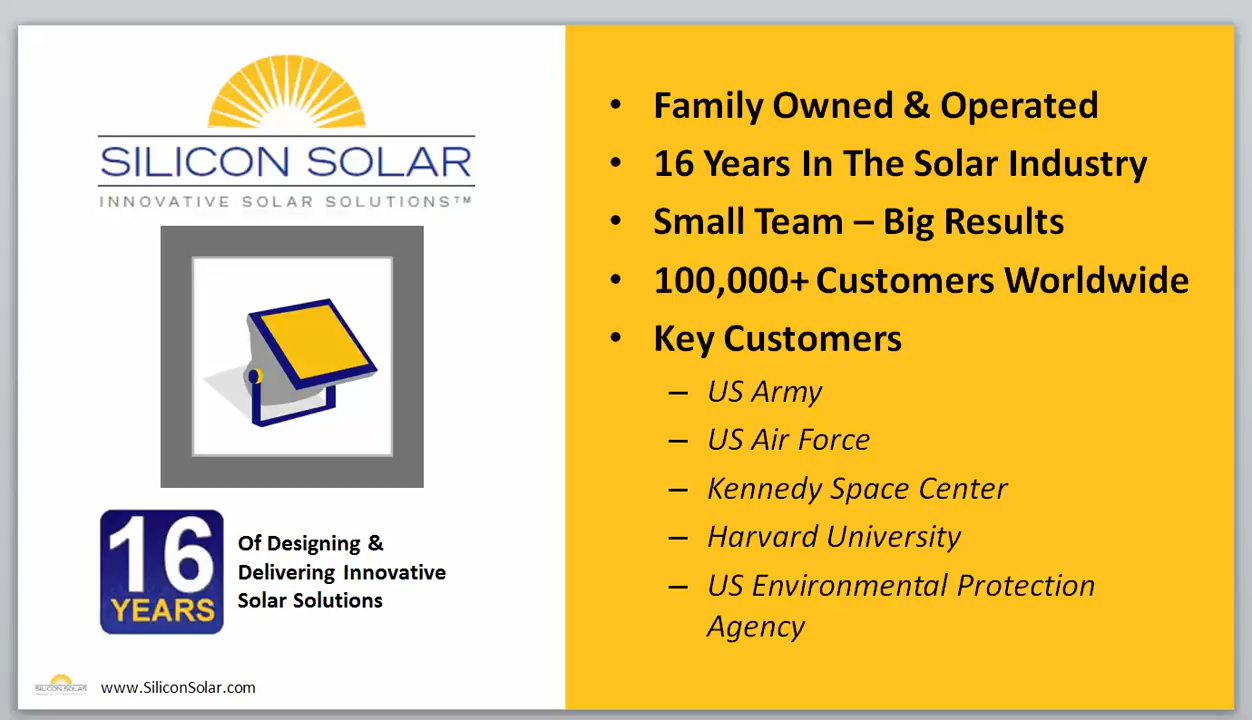 SILICON SOLAR
INNOVATIVE SOLAR SOLUTIONS™
16
YEARS
Of Designing &
Delivering Innovative
Solar Solutions
SILICON SOLAR
www.SiliconSolar.com
• Family Owned & Operated
• 16 Years In The Solar Industry
• Small Team – Big Results
• 100,000+ Customers Worldwide
• Key Customers
– US Army
– US Air Force
– Kennedy Space Center
– Harvard University
– US Environmental Protection
Agency